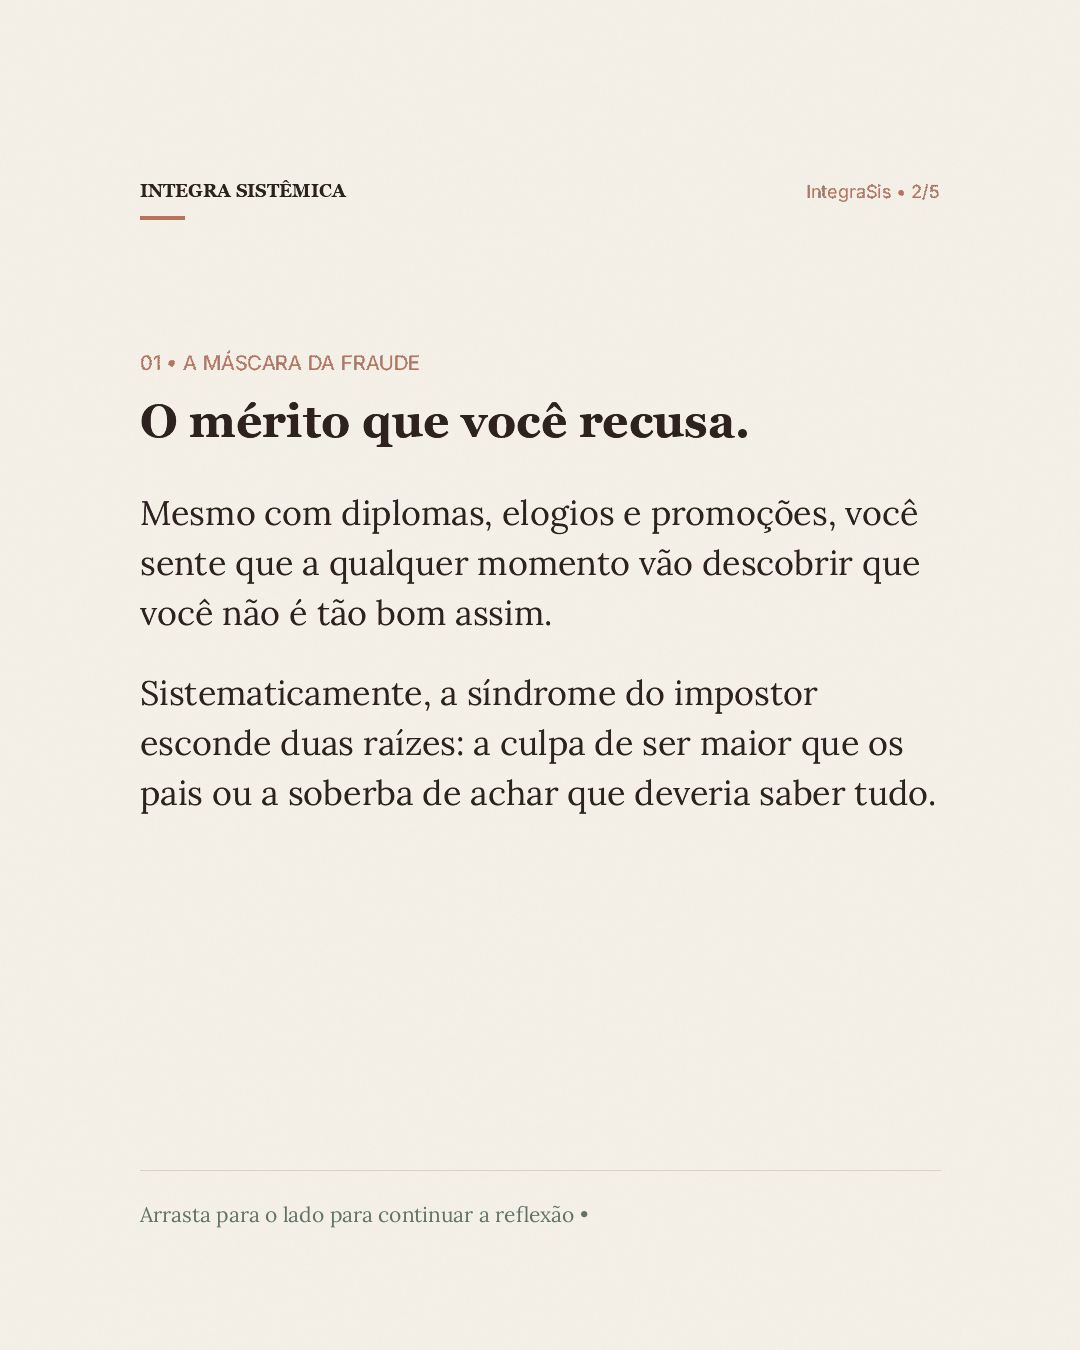 INTEGRA SISTÊMICA
IntegraSis • 2/5
01 • A MÁSCARA DA FRAUDE
O mérito que você recusa.
Mesmo com diplomas, elogios e promoções, você
sente que a qualquer momento vão descobrir que
você não é tão bom assim.
Sistematicamente, a síndrome do impostor
esconde duas raízes: a culpa de ser maior que os
pais ou a soberba de achar que deveria saber tudo.
Arrasta para o lado para continuar a reflexão •